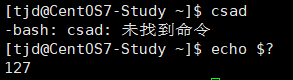 [tjd@CentOS7-Study ~]$ csad
-bash: csad: 未找到命令
[tjd@CentOS7-Study ~]$ echo $?
127